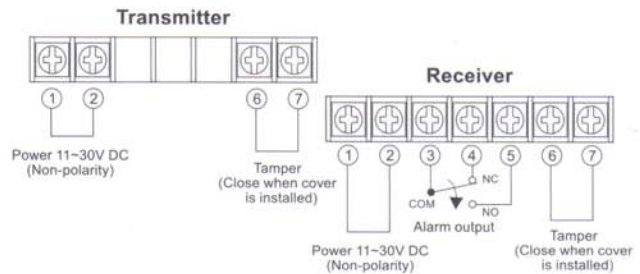 Transmitter
1 2 6 7
Power 11~30V DC
(Non-polarity)
Tamper
(Close when cover
is installed)
Receiver
1 2 3 4 5 6 7
NC
COM
NO
Alarm output
Power 11~30V DC
(Non-polarity)
Tamper
(Close when cover
is installed)